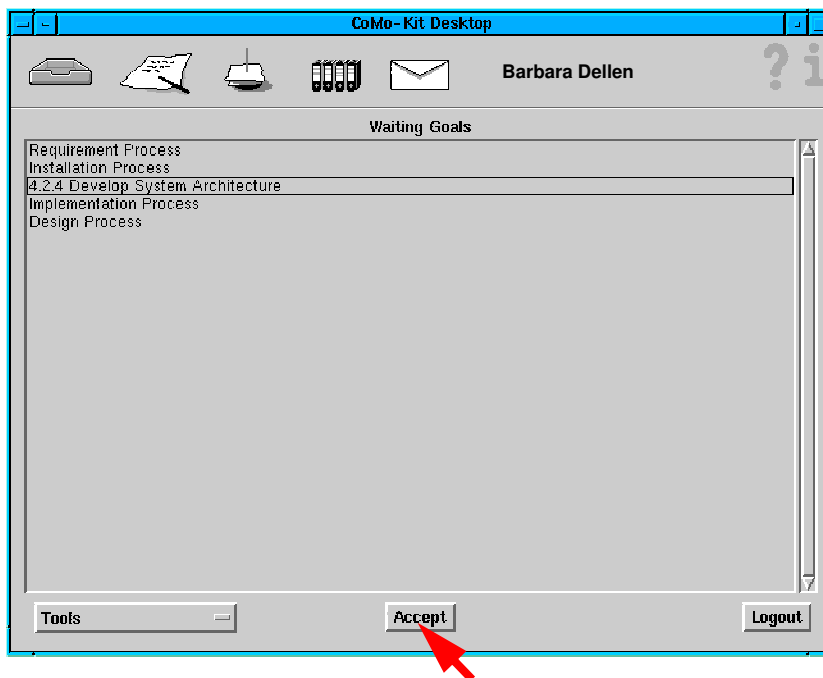 CoMo-Kit Desktop
Barbara Dellen
? i
Waiting Goals
Requirement Process
Installation Process
4.2.4 Develop System Architecture
Implementation Process
Design Process
Tools
Accept
Logout